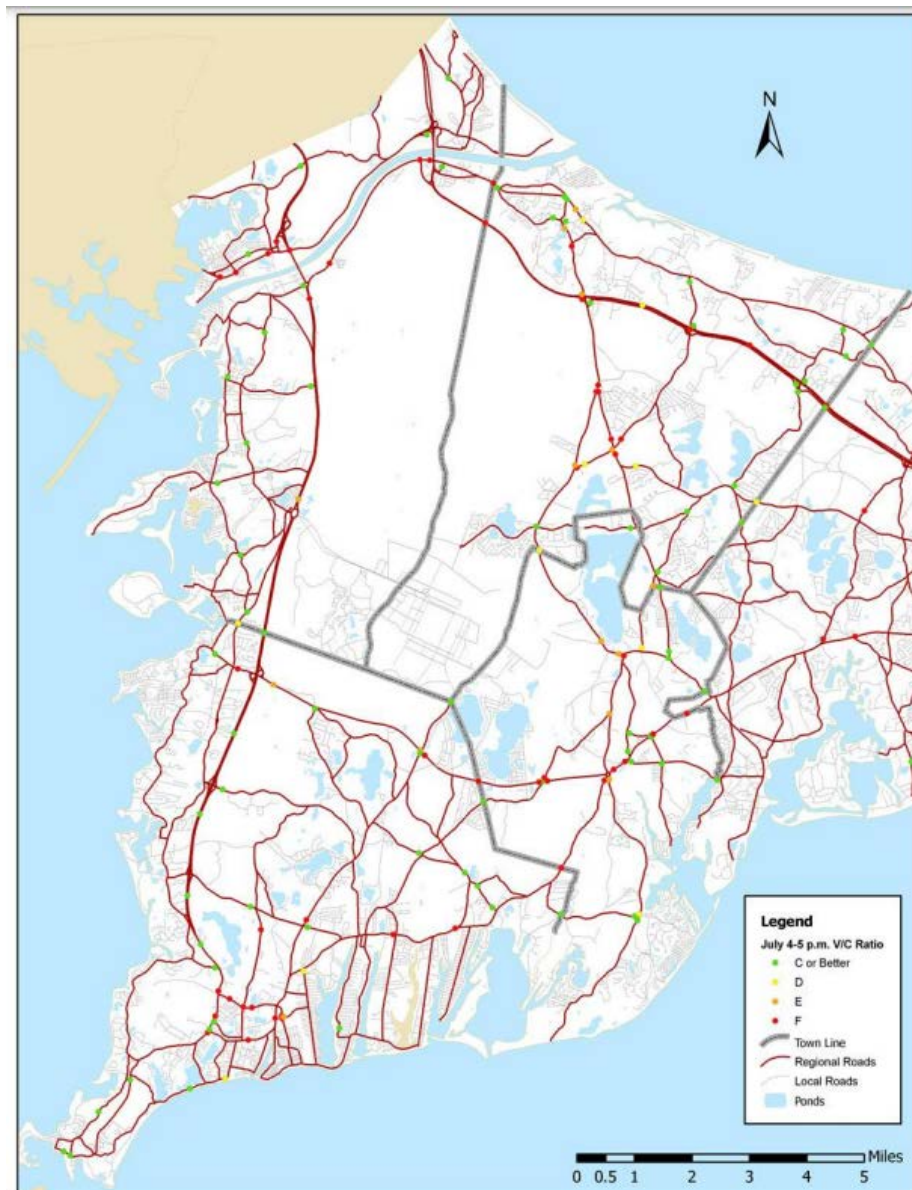 N
Legend
July 4-5 p.m. V/C Ratio
C or Better
D
E
F
Town Line
Regional Roads
Local Roads
Ponds
Miles
0 0.5 1 2 3 4 5